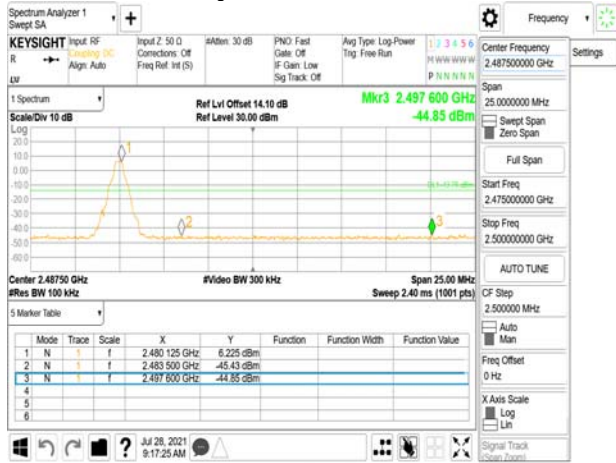 Spectrum Analyzer 1
Swept SA
+
Frequency
KEYSIGHT
Input: RF
Coupling: DC
Align: Auto
Input Z: 50 Ω
Corrections: Off
Freq Ref: Int (S)
#Atten: 30 dB
PNO: Fast
Gate: Off
IF Gain: Low
Sig Track: Off
Avg Type: Log-Power
Trig: Free Run
1 2 3 4 5 6
M W W W W W
P N N N N N
R
LV
1 Spectrum
Scale/Div 10 dB
Ref Lvl Offset 14.10 dB
Ref Level 30.00 dBm
Mkr3 2.497 600 GHz
-44.85 dBm
Log
20.0
10.0
0.00
-10.0
-20.0
-30.0
-40.0
-50.0
-60.0
1
2
3
Center 2.48750 GHz
#Video BW 300 kHz
Span 25.00 MHz
#Res BW 100 kHz
Sweep 2.40 ms (1001 pts)
5 Marker Table
Mode Trace Scale X Y Function Function Width Function Value
1 N 1 f 2.480 125 GHz 6.225 dBm
2 N 1 f 2.483 500 GHz -45.43 dBm
3 N 1 f 2.497 600 GHz -44.85 dBm
4
5
6
?
Jul 28, 2021
9:17:25 AM
Center Frequency
2.487500000 GHz
Settings
Span
25.0000000 MHz
Swept Span
Zero Span
Full Span
Start Freq
2.475000000 GHz
Stop Freq
2.500000000 GHz
AUTO TUNE
CF Step
2.500000 MHz
Auto
Man
Freq Offset
0 Hz
X Axis Scale
Log
Lin
Signal Track
(Span Zoom)